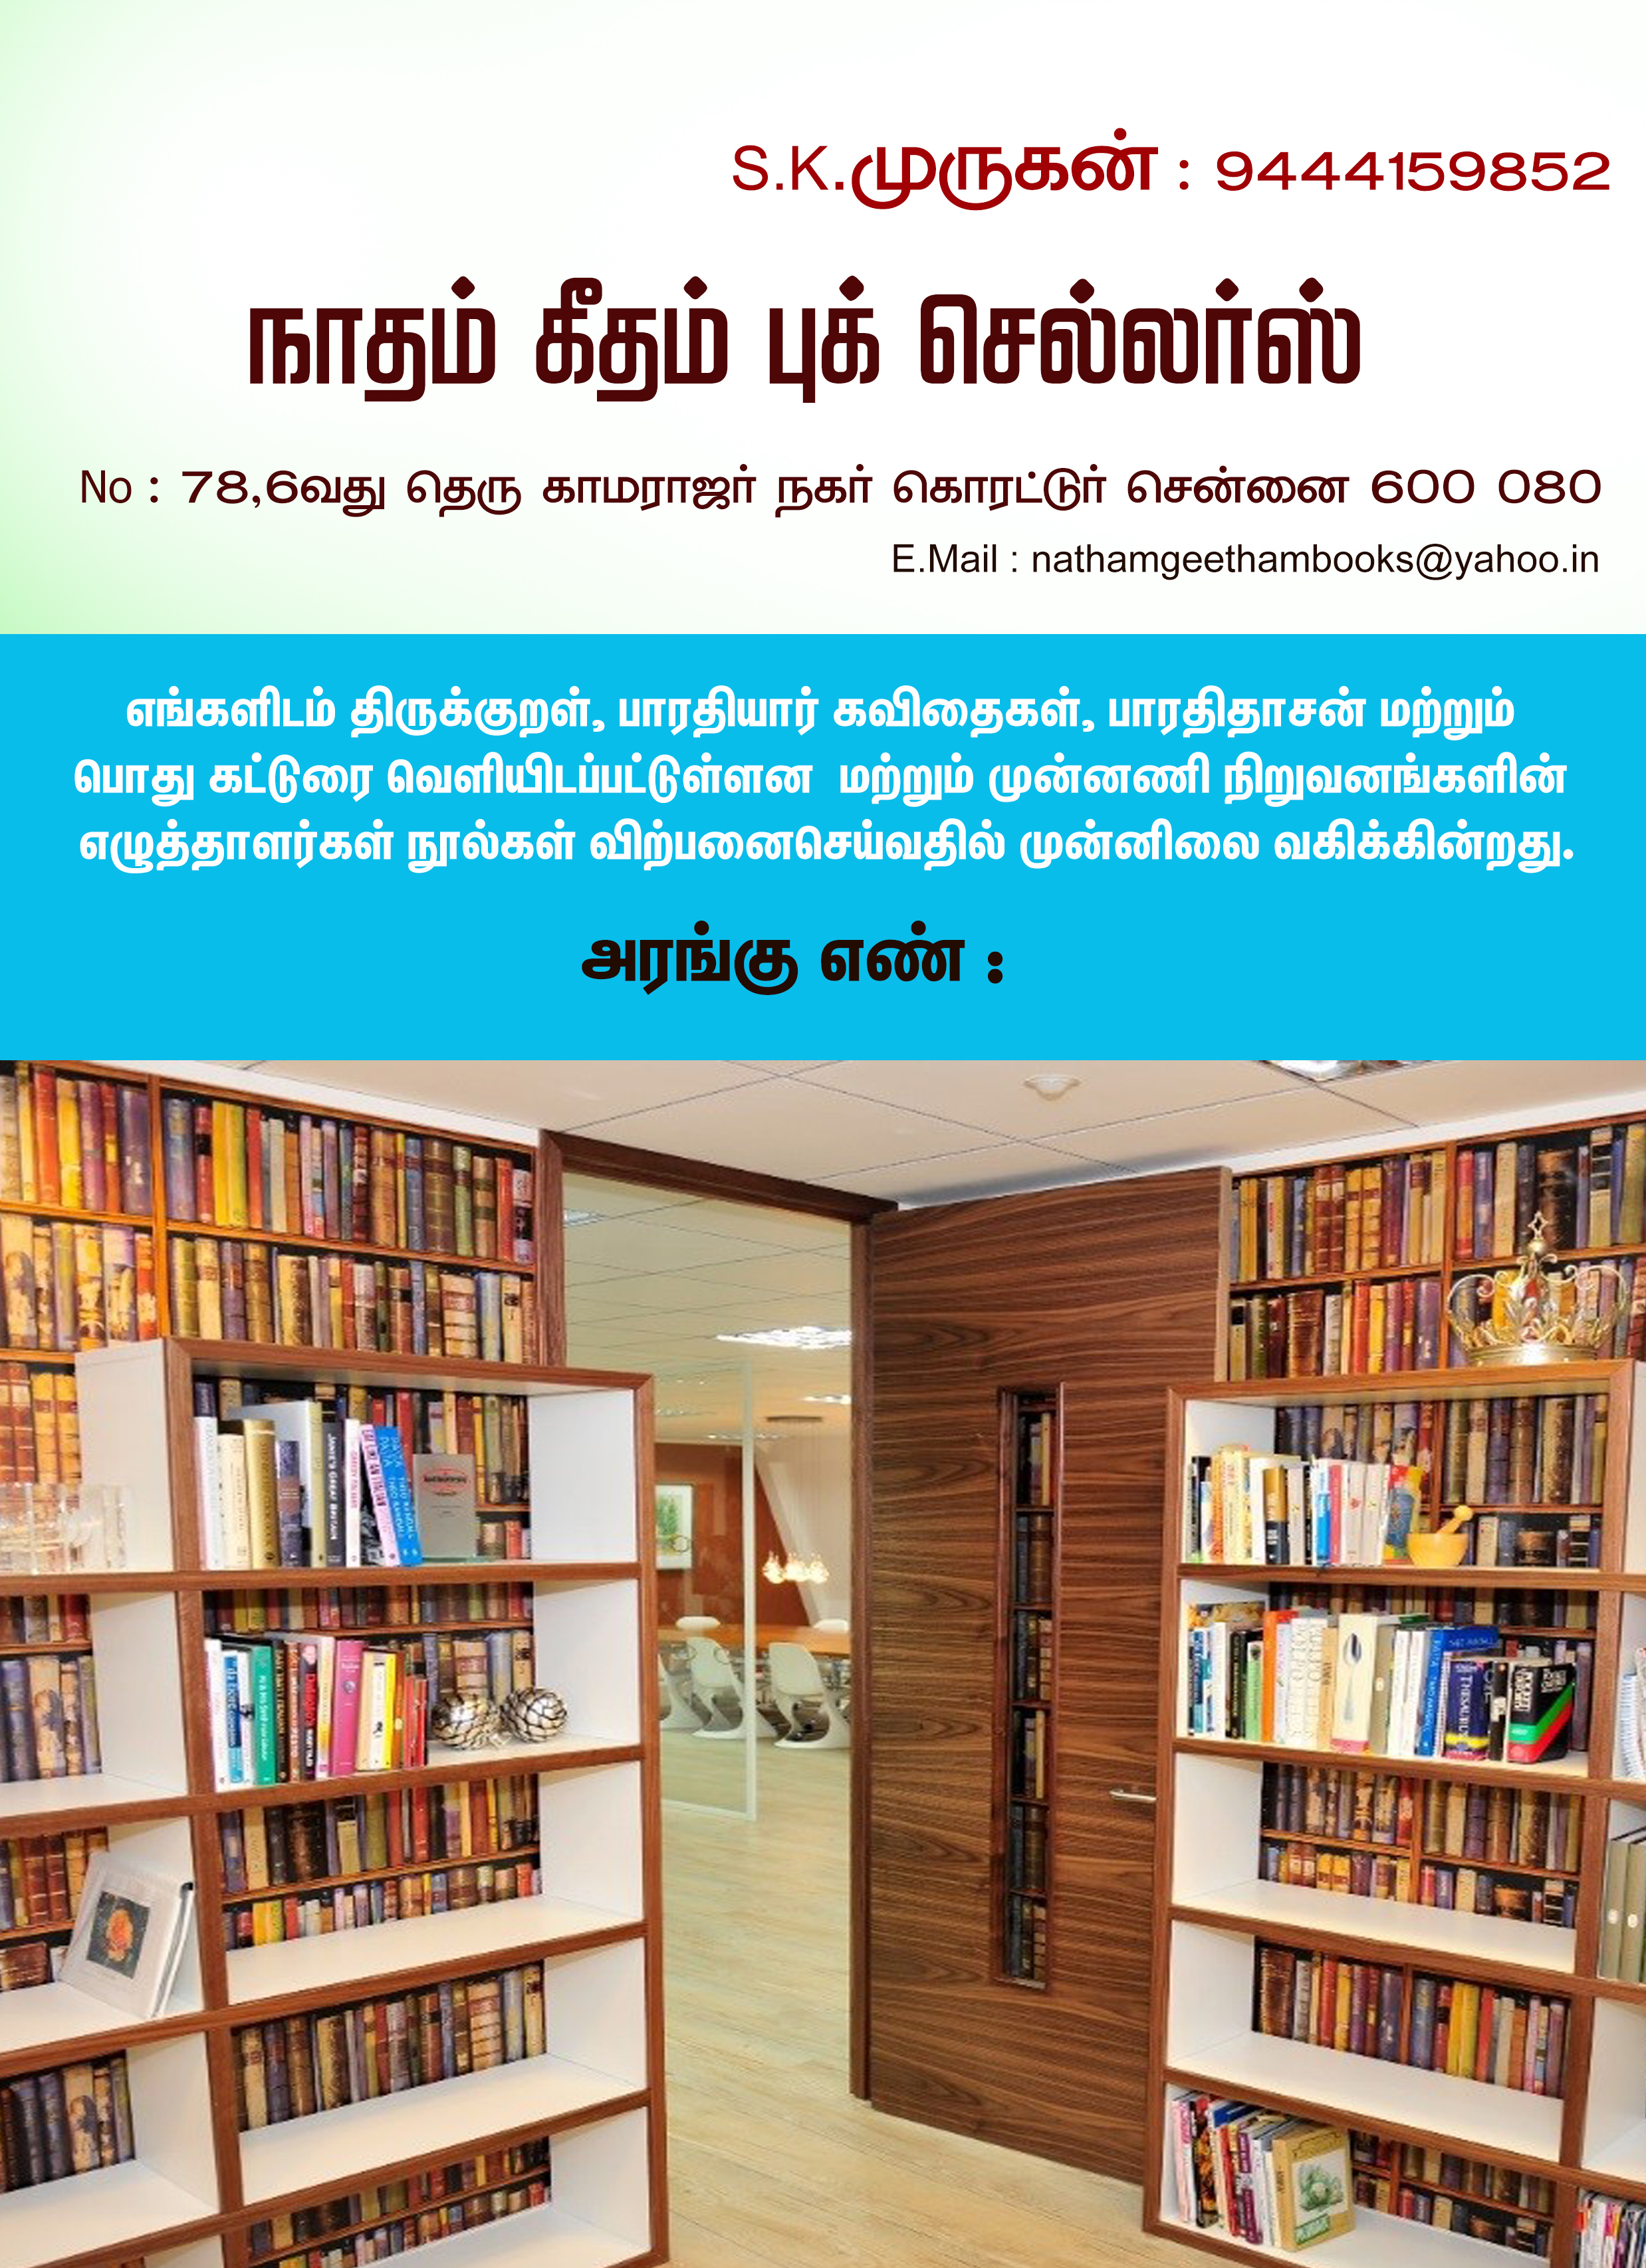 S.K.முருகன் : 9444159852
நாதம் கீதம் புக் செல்லர்ஸ்
No : 78,6வது தெரு காமராஜர் நகர் கொரட்டூர் சென்னை 600 080
E.Mail : nathamgeethambooks@yahoo.in
எங்களிடம் திருக்குறள், பாரதியார் கவிதைகள், பாரதிதாசன் மற்றும்
பொது கட்டுரை வெளியிடப்பட்டுள்ளன மற்றும் முன்னணி நிறுவனங்களின்
எழுத்தாளர்கள் நூல்கள் விற்பனைசெய்வதில் முன்னிலை வகிக்கின்றது.
அரங்கு எண் :